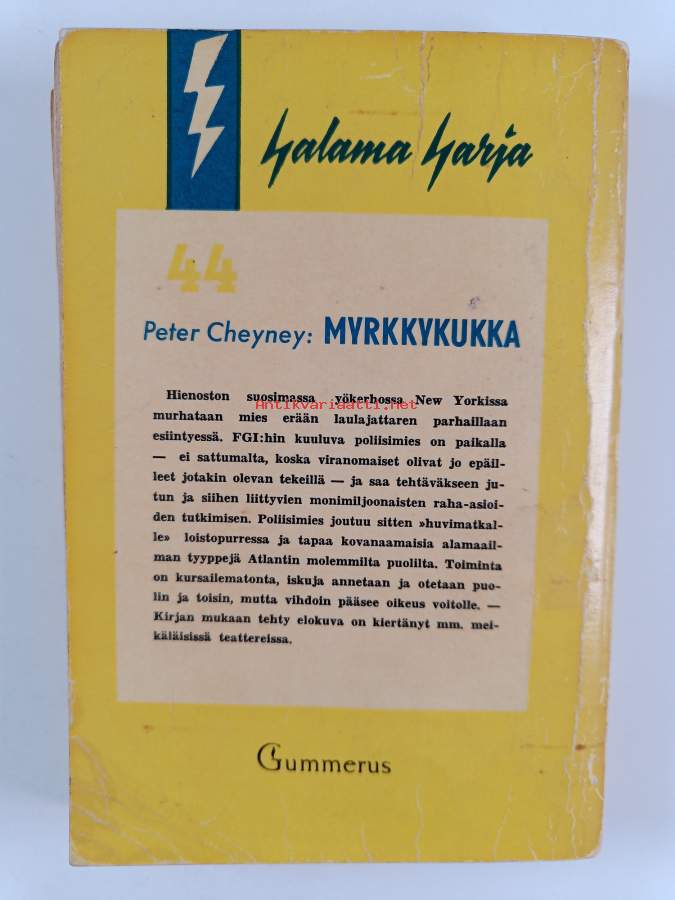 Salama Sarja
44
Peter Cheyney: MYRKKYKUKKA
Hienoston suosimassa yökerhossa New Yorkissa
Antikvariaatti.net
murhataan mies erään laulajattaren parhaillaan
esiintyessä. FGI:hin kuuluva poliisimies on paikalla
— ei sattumalta, koska viranomaiset olivat jo epäil-
leet jotakin olevan tekeillä — ja saa tehtäväkseen ju-
tun ja siihen liittyvien monimiljoonaisten raha-asioi-
den tutkimisen. Poliisimies joutuu sitten »huvimatkal-
le» loistopurressa ja tapaa kovanaamaisia alamaail-
man tyyppejä Atlantin molemmilta puolilta. Toiminta
on kursailematonta, iskuja annetaan ja otetaan puo-
lin ja toisin, mutta vihdoin pääsee oikeus voitolle. —
Kirjan mukaan tehty elokuva on kiertänyt mm. mei-
käläisissä teattereissa.
Gummerus